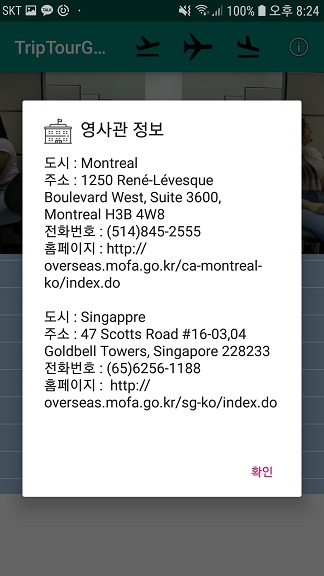 SKT 100% 오후 8:24
TripTourG...
영사관 정보
도시 : Montreal
주소 : 1250 René-Lévesque
Boulevard West, Suite 3600,
Montreal H3B 4W8
전화번호 : (514)845-2555
홈페이지 : http://
overseas.mofa.go.kr/ca-montreal-
ko/index.do
도시 : Singappre
주소 : 47 Scotts Road #16-03,04
Goldbell Towers, Singapore 228233
전화번호 : (65)6256-1188
홈페이지 :  http://
overseas.mofa.go.kr/sg-ko/index.do
확인